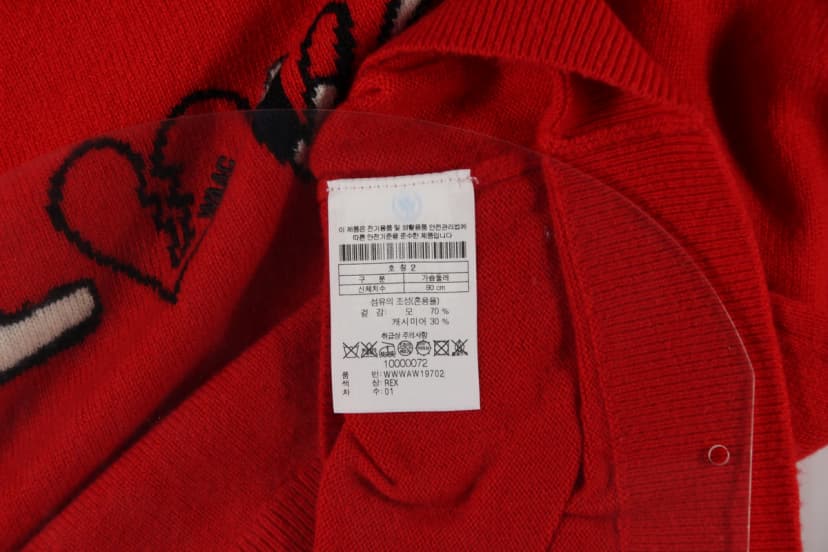 WAAC
이 제품은 전기용품 및 생활용품 안전관리법에
따른 안전기준을 준수한 제품입니다
호 칭 2
구 분 가슴둘레
신체치수 80 cm
섬유의 조성(혼용율)
겉 감: 모 70 %
캐시미어 30 %
취급상 주의사항
10000072
품 번: WWWAW19702
색 상: REX
차 수: 01